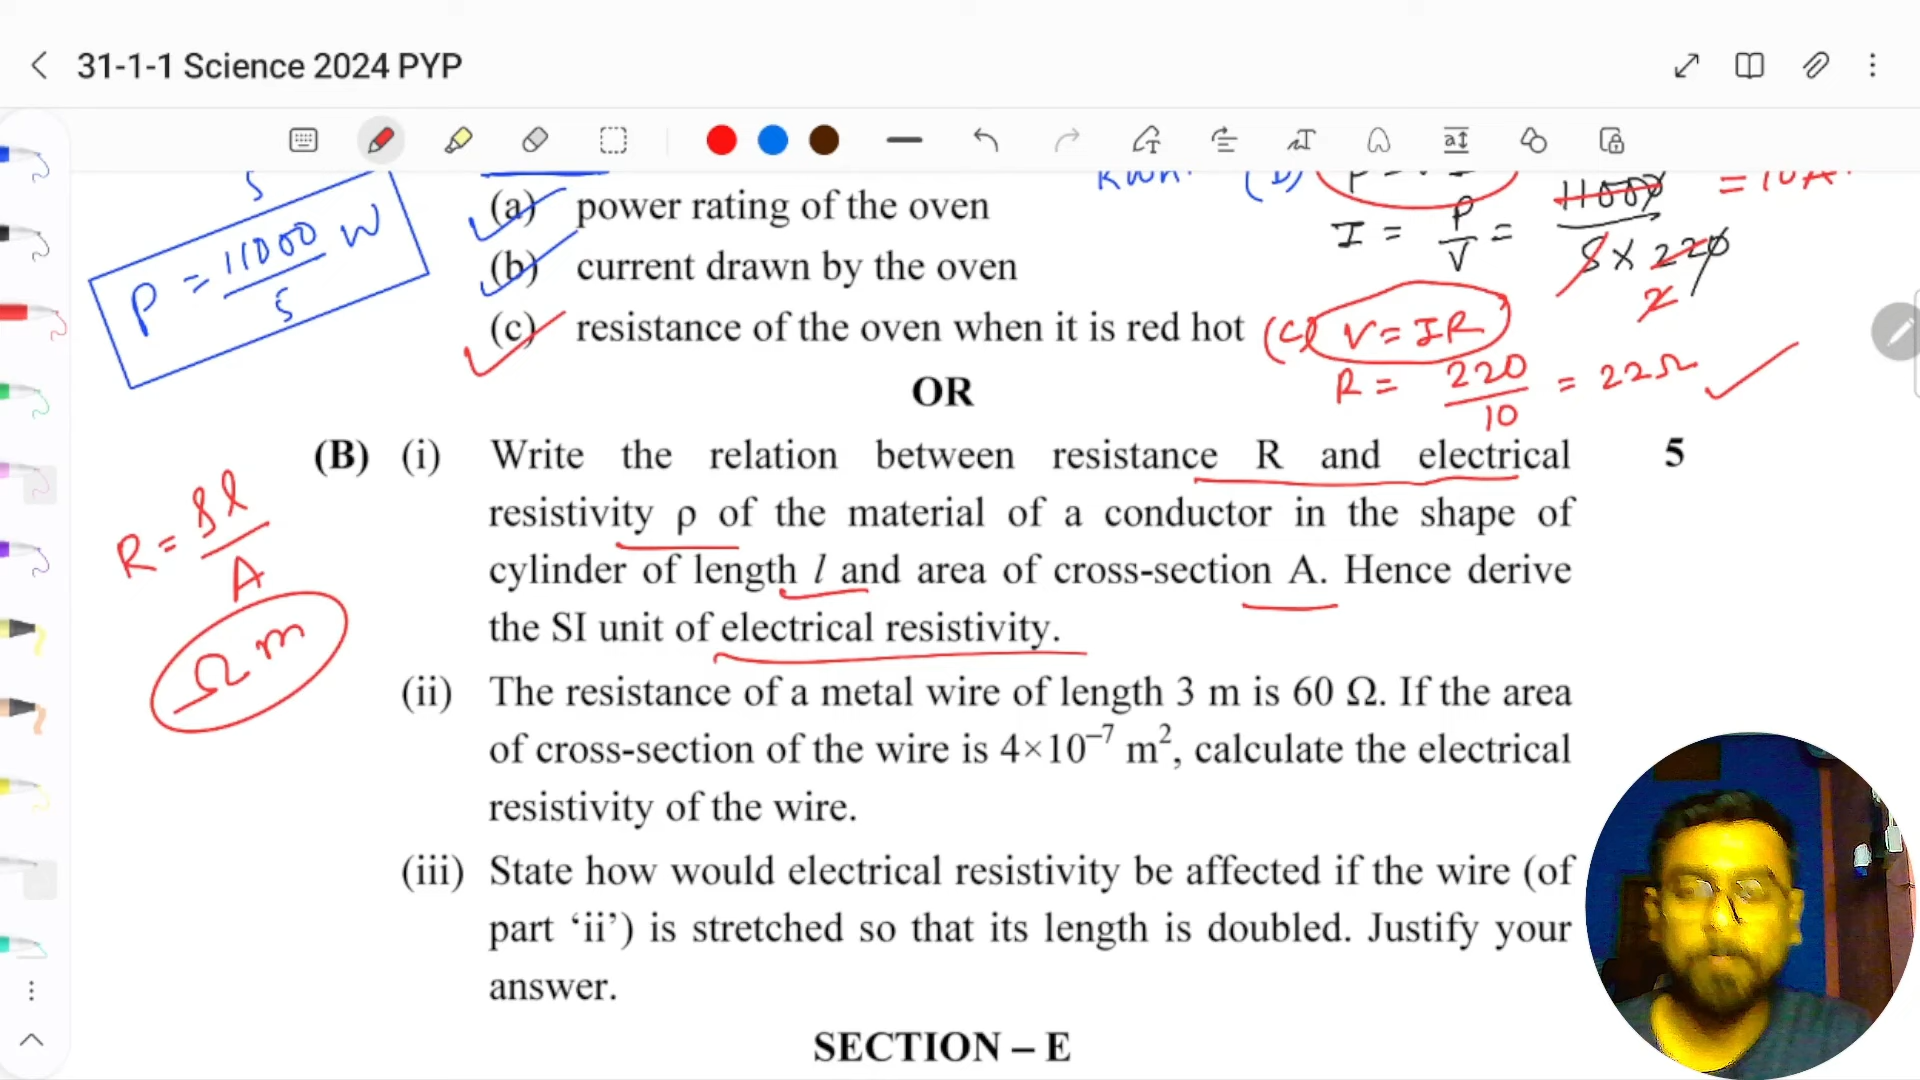 31-1-1 Science 2024 PYP
5
P = 11000/5 W
(a) power rating of the oven
(b) current drawn by the oven
(c) resistance of the oven when it is red hot
I = P/V = 11000/5 × 220 = 10A
2
(c) V = IR
R = 220/10 = 22Ω
OR
(B) (i) Write the relation between resistance R and electrical 5
resistivity ρ of the material of a conductor in the shape of
cylinder of length l and area of cross-section A. Hence derive
the SI unit of electrical resistivity.
R = ρl/A
Ωm
(ii) The resistance of a metal wire of length 3 m is 60 Ω. If the area
of cross-section of the wire is 4×10⁻⁷ m², calculate the electrical
resistivity of the wire.
(iii) State how would electrical resistivity be affected if the wire (of
part ‘ii’) is stretched so that its length is doubled. Justify your
answer.
SECTION – E